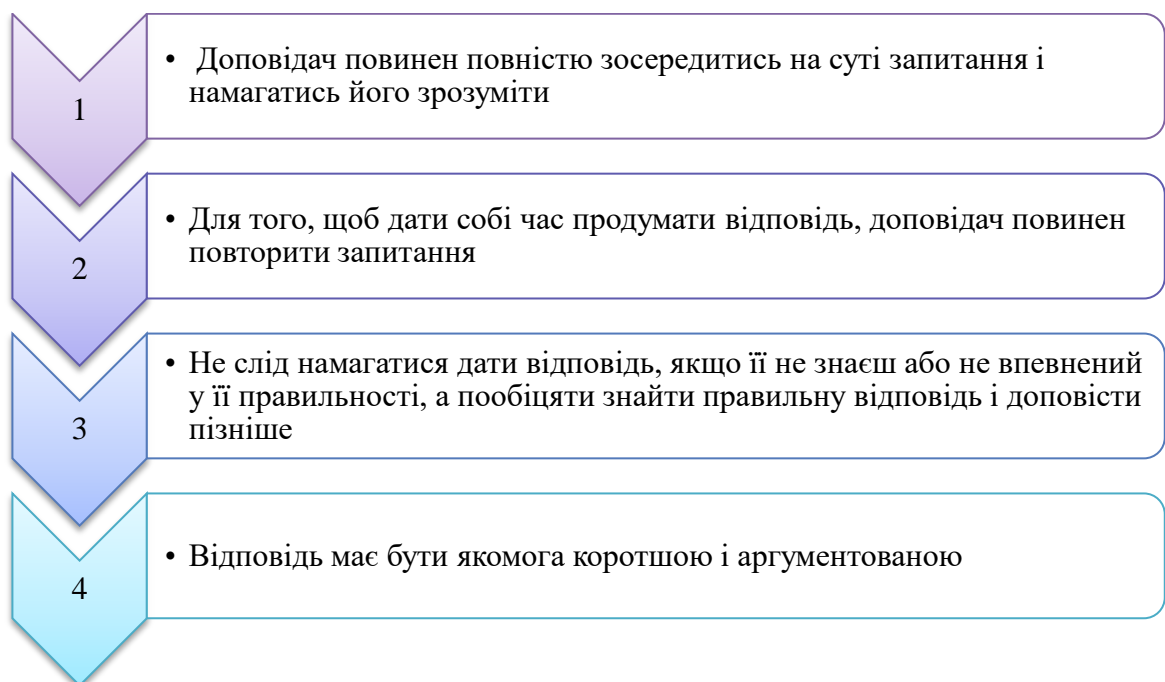 1
• Доповідач повинен повністю зосередитись на суті запитання і
намагатись його зрозуміти
2
• Для того, щоб дати собі час продумати відповідь, доповідач повинен
повторити запитання
3
• Не слід намагатися дати відповідь, якщо її не знаєш або не впевнений
у її правильності, а пообіцяти знайти правильну відповідь і доповісти
пізніше
4
• Відповідь має бути якомога коротшою і аргументованою